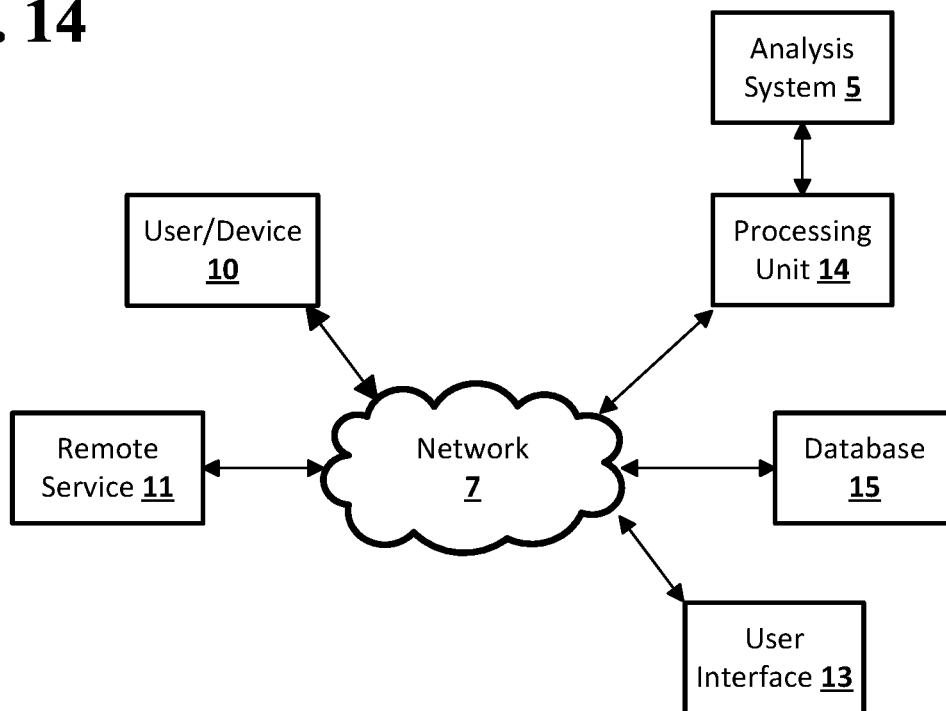 . 14
Analysis
System 5
User/Device
10
Processing
Unit 14
Remote
Service 11
Network
7
Database
15
User
Interface 13